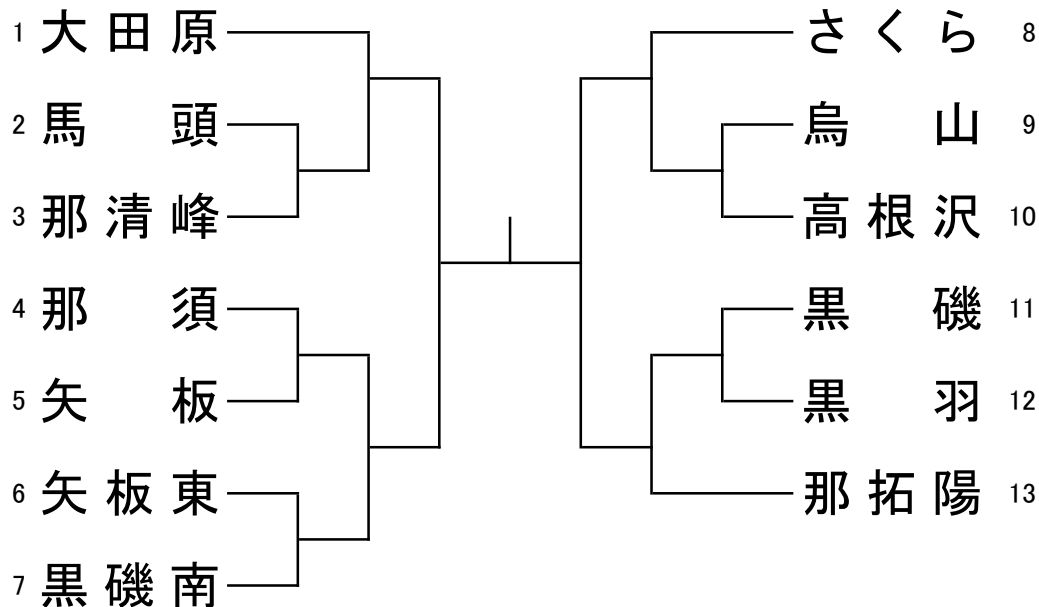 1 大田原
2 馬頭
3 那清峰
4 那須
5 矢板
6 矢板東
7 黒磯南
さくら 8
烏山 9
高根沢 10
黒磯 11
黒羽 12
那拓陽 13